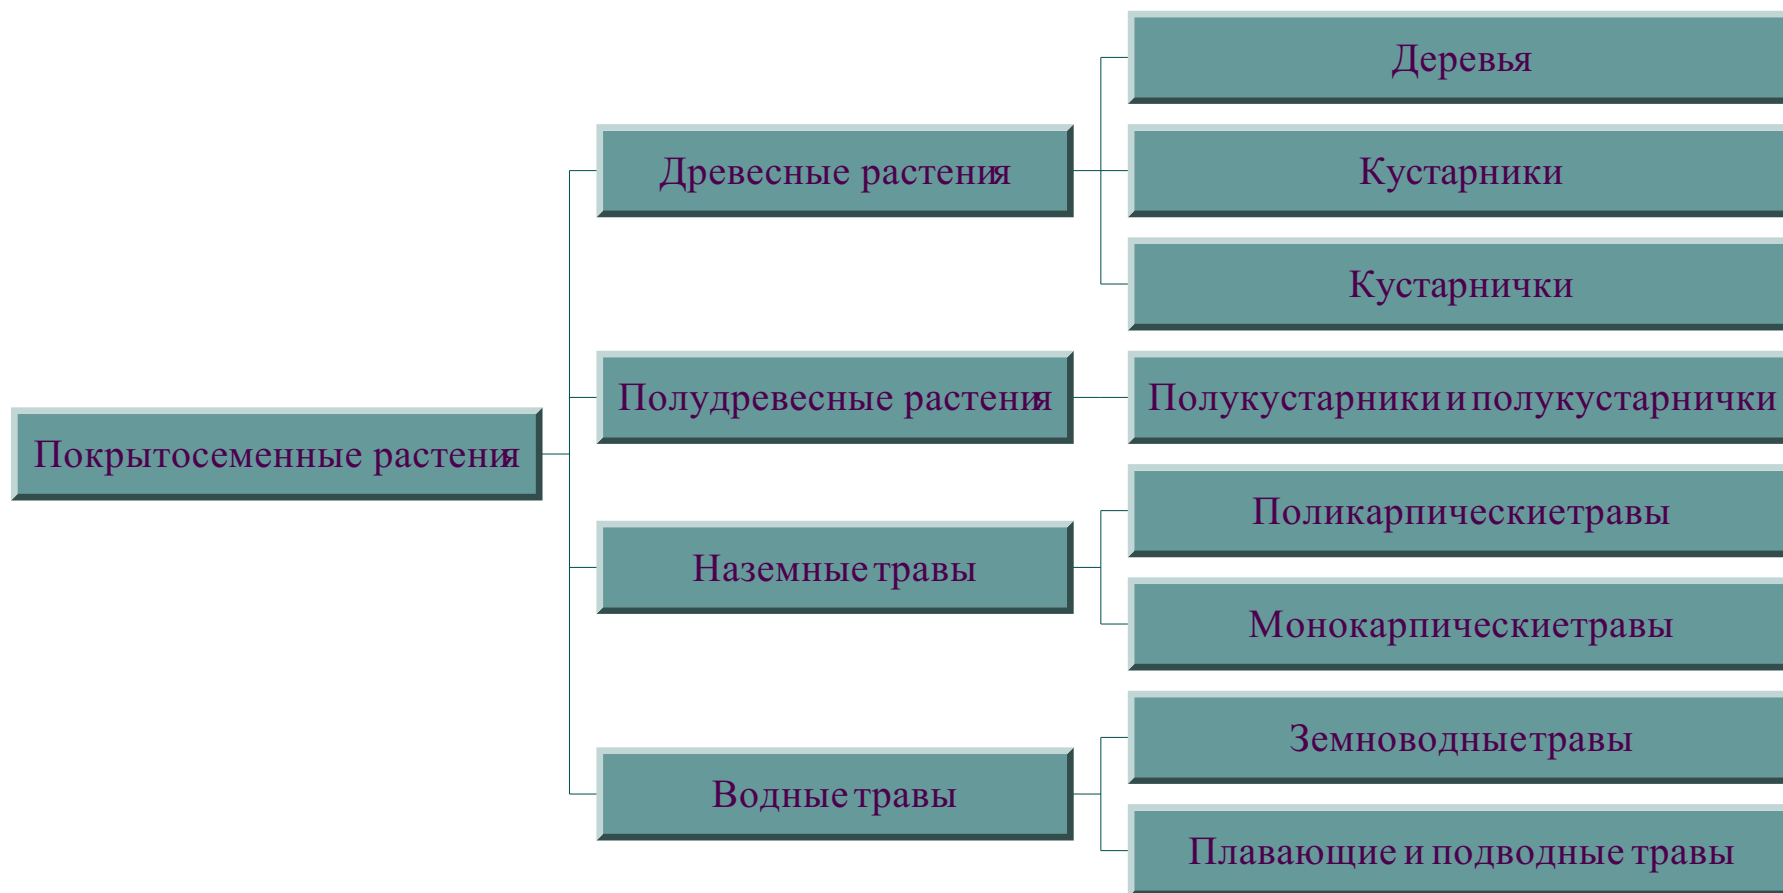 Покрытосеменные растения
Древесные растения
Деревья
Кустарники
Кустарнички
Полудревесные растения
Полукустарники и полукустарнички
Наземные травы
Поликарпические травы
Монокарпические травы
Водные травы
Земноводные травы
Плавающие и подводные травы